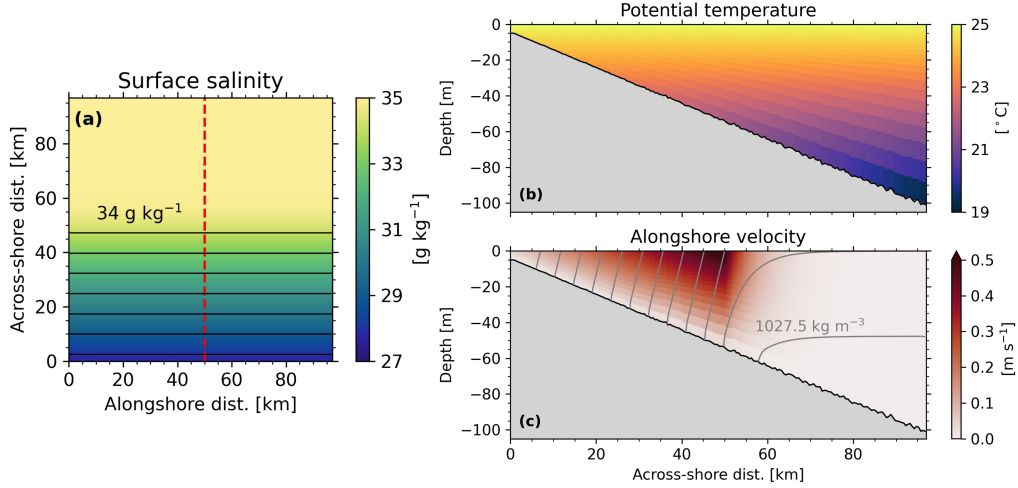 Surface salinity
(a)
34 g kg⁻¹
Across-shore dist. [km]
80
60
40
20
0
0 20 40 60 80
Alongshore dist. [km]
35
33
31
29
27
[g kg⁻¹]
Potential temperature
Depth [m]
0
−20
−40
−60
−80
−100
(b)
25
23
21
19
[°C]
Alongshore velocity
Depth [m]
0
−20
−40
−60
−80
−100
1027.5 kg m⁻³
(c)
0 20 40 60 80
Across-shore dist. [km]
0.5
0.4
0.3
0.2
0.1
0.0
[m s⁻¹]